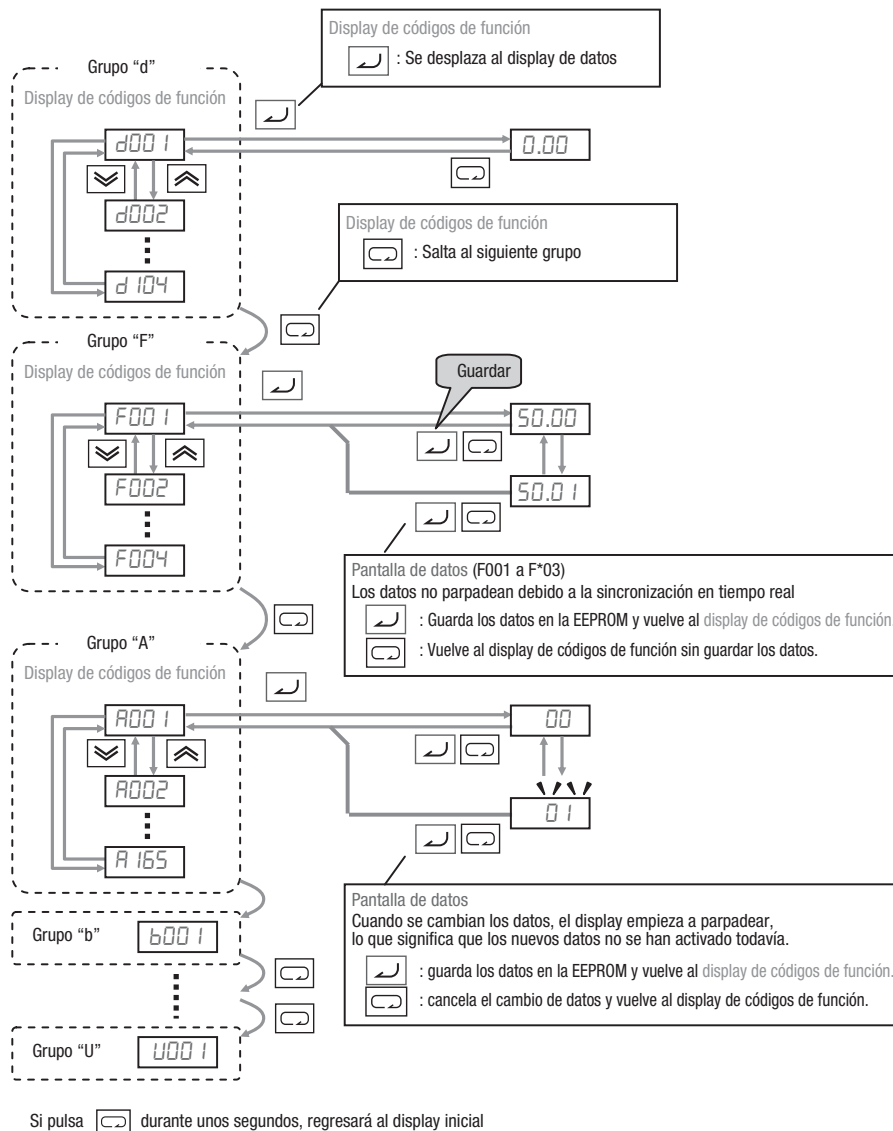 Display de códigos de función
: Se desplaza al display de datos
Grupo “d”
Display de códigos de función
d001
0.00
d002
d104
Display de códigos de función
: Salta al siguiente grupo
Grupo “F”
Display de códigos de función
Guardar
F001
50.00
F002
50.01
F004
Pantalla de datos (F001 a F*03)
Los datos no parpadean debido a la sincronización en tiempo real
: Guarda los datos en la EEPROM y vuelve al display de códigos de función.
: Vuelve al display de códigos de función sin guardar los datos.
Grupo “A”
Display de códigos de función
A001
00
A002
01
A165
Pantalla de datos
Cuando se cambian los datos, el display empieza a parpadear,
lo que significa que los nuevos datos no se han activado todavía.
: guarda los datos en la EEPROM y vuelve al display de códigos de función.
: cancela el cambio de datos y vuelve al display de códigos de función.
Grupo “b”
b001
Grupo “U”
U001
Si pulsa durante unos segundos, regresará al display inicial